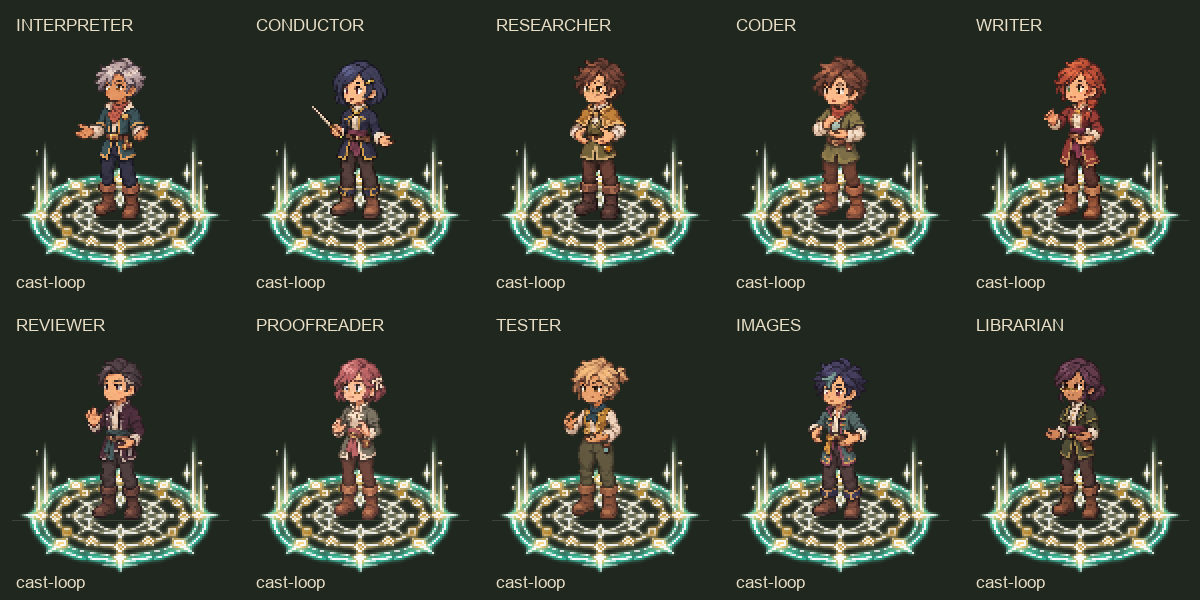 INTERPRETER CONDUCTOR RESEARCHER CODER WRITER
cast-loop cast-loop cast-loop cast-loop cast-loop
REVIEWER PROOFREADER TESTER IMAGES LIBRARIAN
cast-loop cast-loop cast-loop cast-loop cast-loop